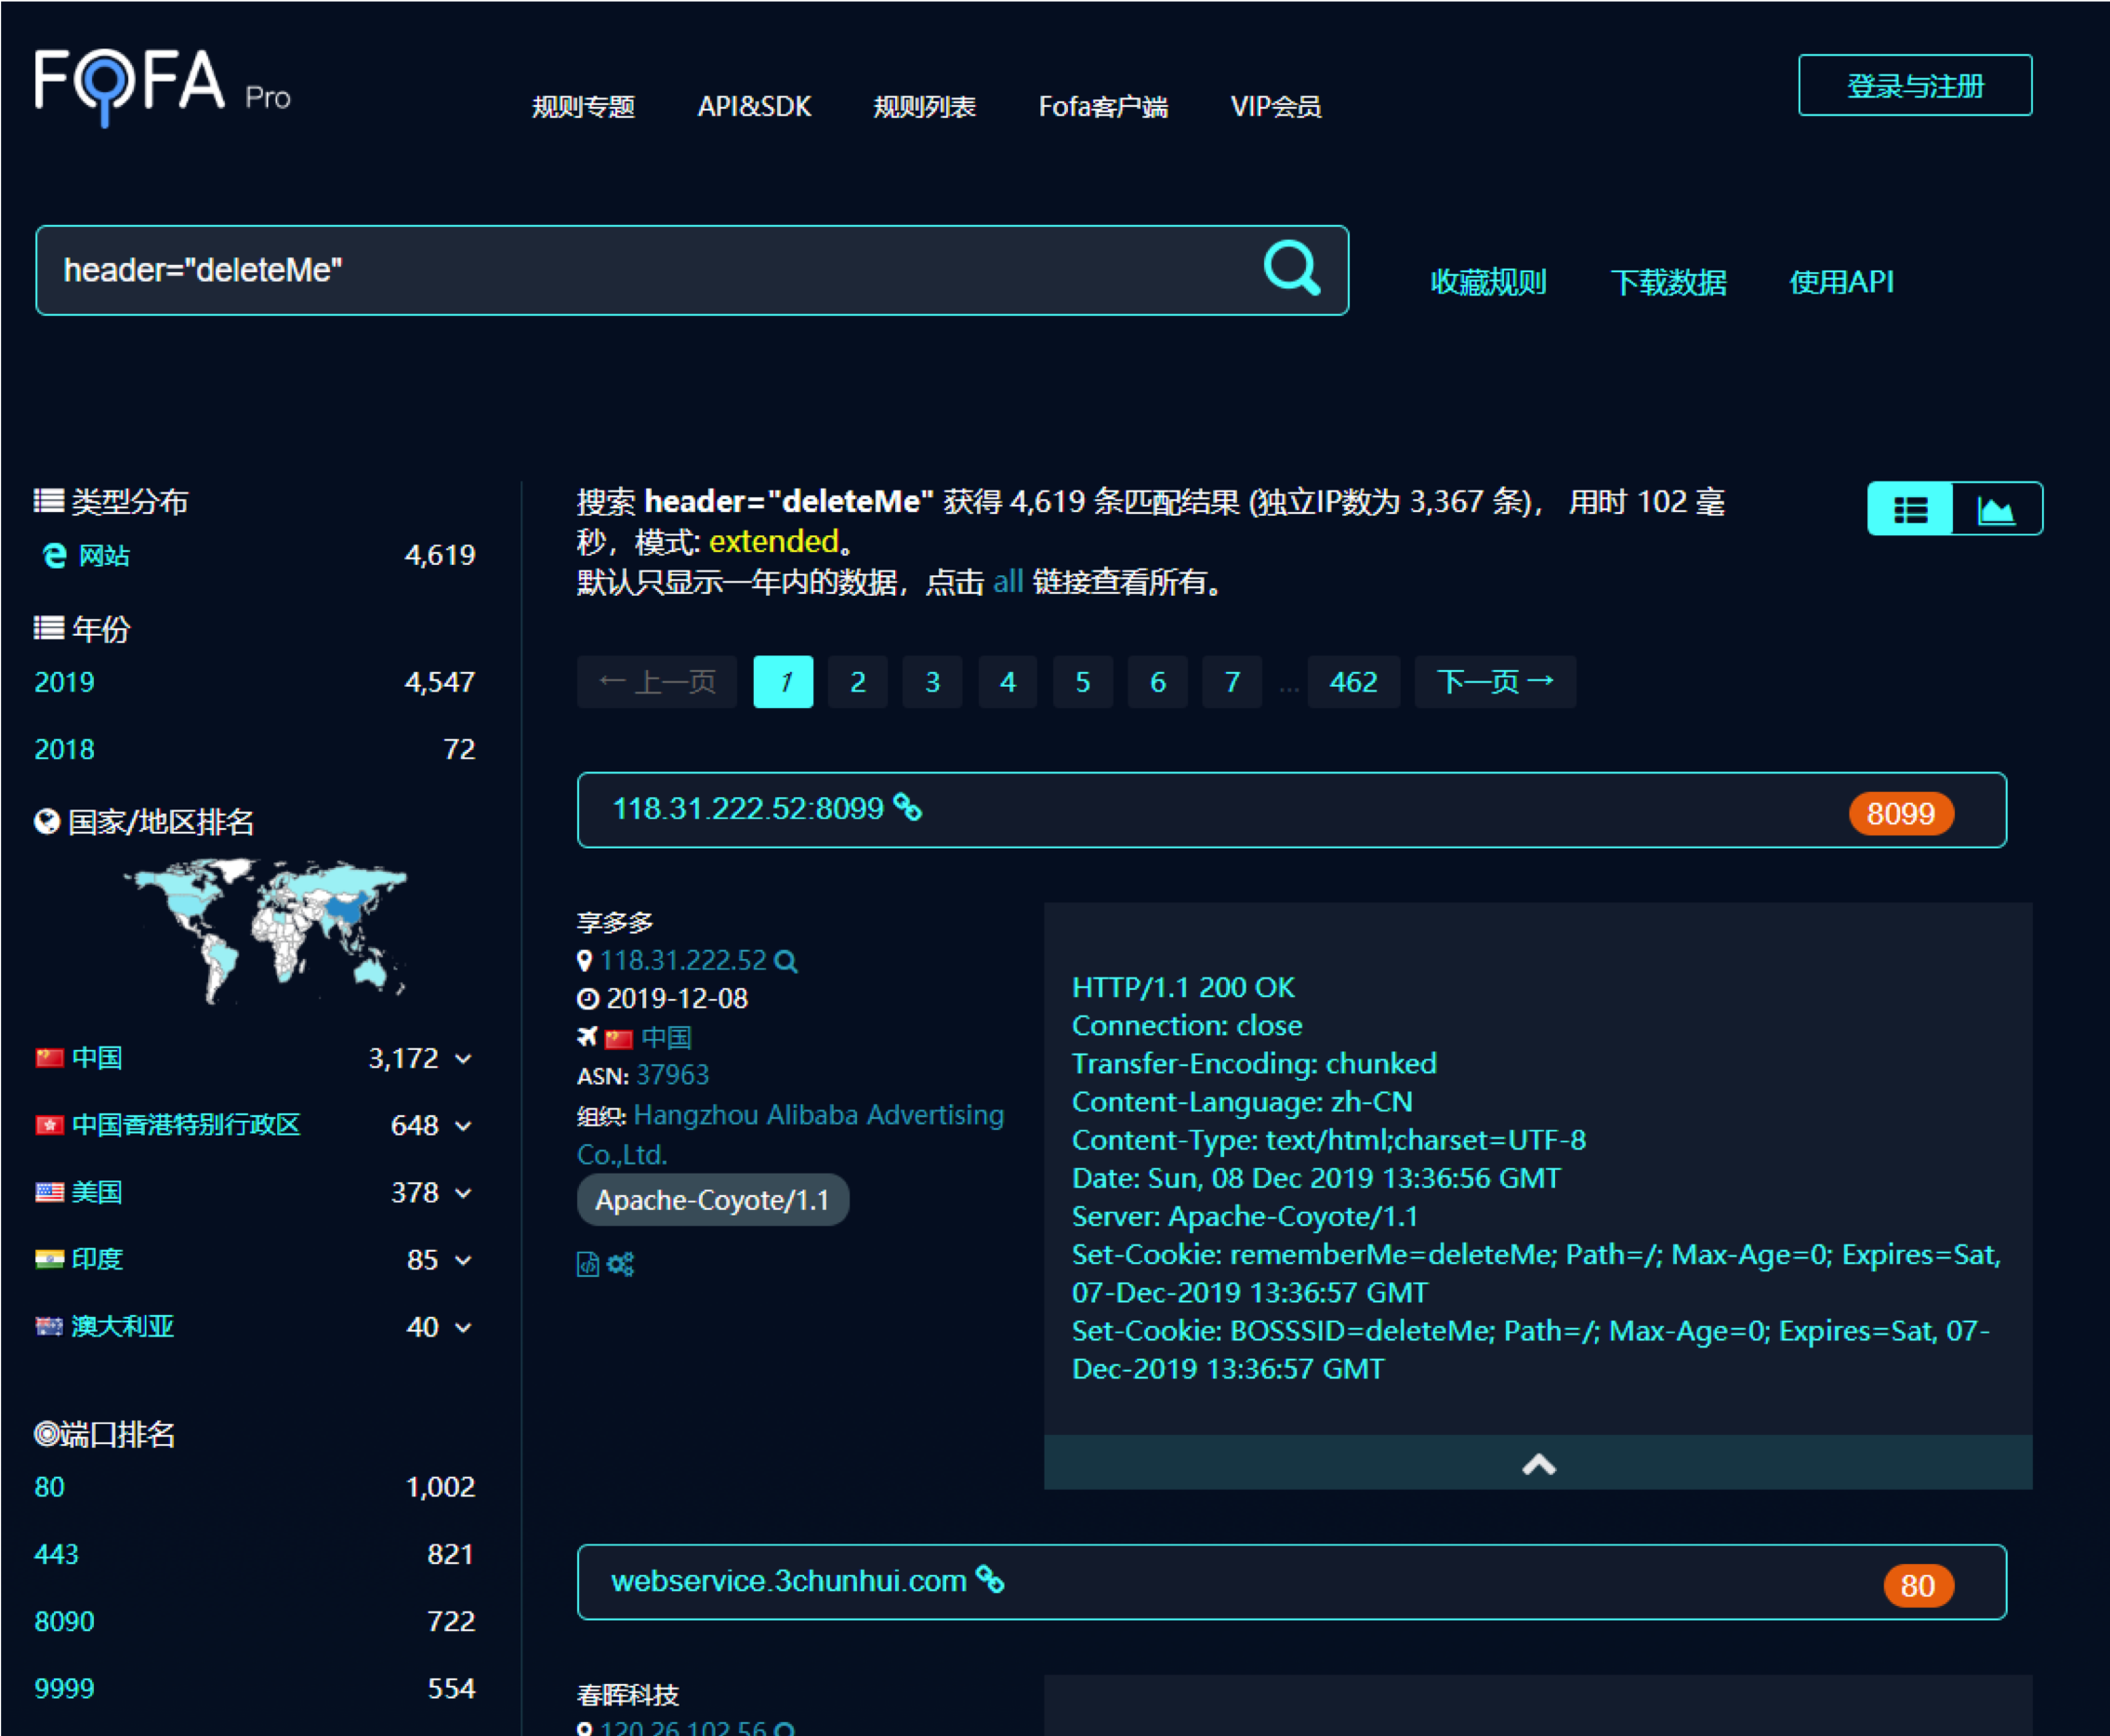 FOFA Pro
规则专题 API&SDK 规则列表 Fofa客户端 VIP会员
登录与注册
header="deleteMe"
收藏规则 下载数据 使用API
类型分布
网站 4,619
年份
2019 4,547
2018 72
国家/地区排名
中国 3,172
中国香港特别行政区 648
美国 378
印度 85
澳大利亚 40
端口排名
80 1,002
443 821
8090 722
9999 554
搜索 header="deleteMe" 获得 4,619 条匹配结果 (独立IP数为 3,367 条)， 用时 102 毫
秒，模式: extended。
默认只显示一年内的数据，点击 all 链接查看所有。
← 上一页 1 2 3 4 5 6 7 ... 462 下一页 →
118.31.222.52:8099 8099
享多多
118.31.222.52
2019-12-08
中国
ASN: 37963
组织: Hangzhou Alibaba Advertising
Co.,Ltd.
Apache-Coyote/1.1
HTTP/1.1 200 OK
Connection: close
Transfer-Encoding: chunked
Content-Language: zh-CN
Content-Type: text/html;charset=UTF-8
Date: Sun, 08 Dec 2019 13:36:56 GMT
Server: Apache-Coyote/1.1
Set-Cookie: rememberMe=deleteMe; Path=/; Max-Age=0; Expires=Sat,
07-Dec-2019 13:36:57 GMT
Set-Cookie: BOSSSID=deleteMe; Path=/; Max-Age=0; Expires=Sat, 07-
Dec-2019 13:36:57 GMT
webservice.3chunhui.com 80
春晖科技
120.26.102.56